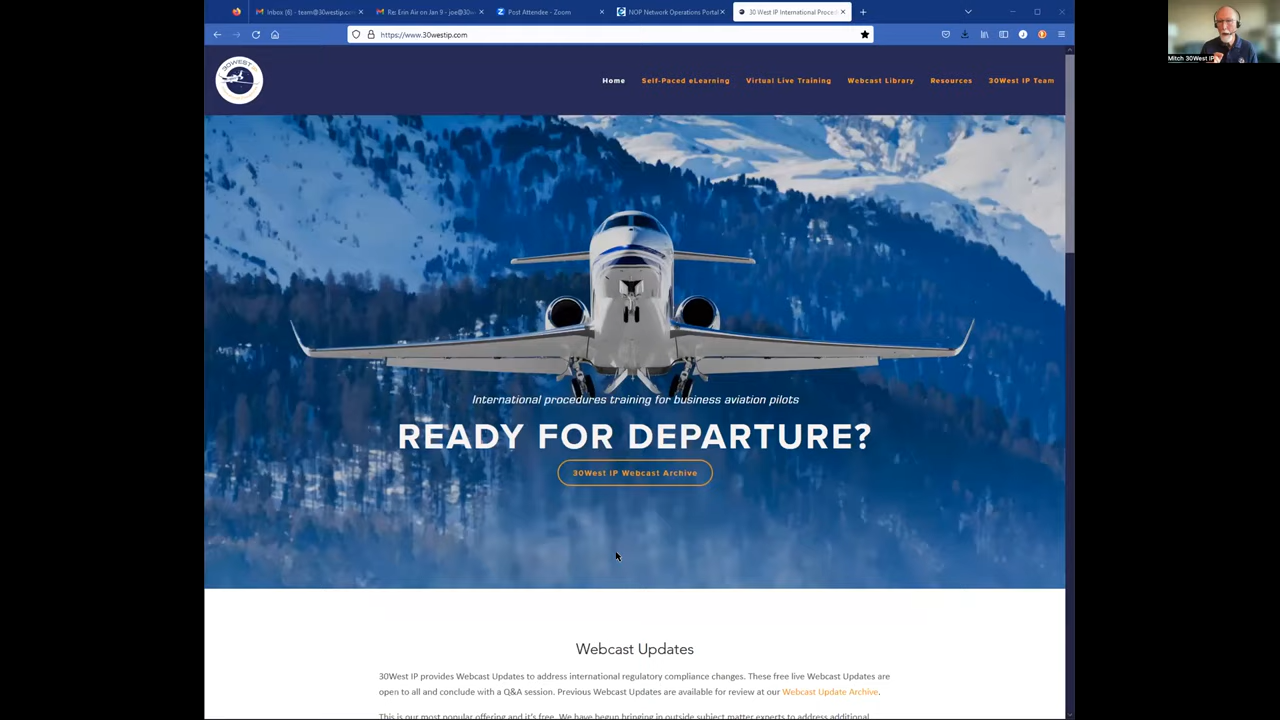 Inbox (6) - team@30westip.co
Re: Erin Air on Jan 9 - joe@30w
Post Attendee - Zoom
NOP Network Operations Portal
30 West IP International Proced
https://www.30westip.com
30WEST
Home
Self-Paced eLearning
Virtual Live Training
Webcast Library
Resources
30West IP Team
International procedures training for business aviation pilots
READY FOR DEPARTURE?
30West IP Webcast Archive
Webcast Updates
30West IP provides Webcast Updates to address international regulatory compliance changes. These free live Webcast Updates are
open to all and conclude with a Q&A session. Previous Webcast Updates are available for review at our Webcast Update Archive.
This is our most popular offering and it's free. We have begun bringing in outside subject matter experts to address additional
Mitch 30West IP